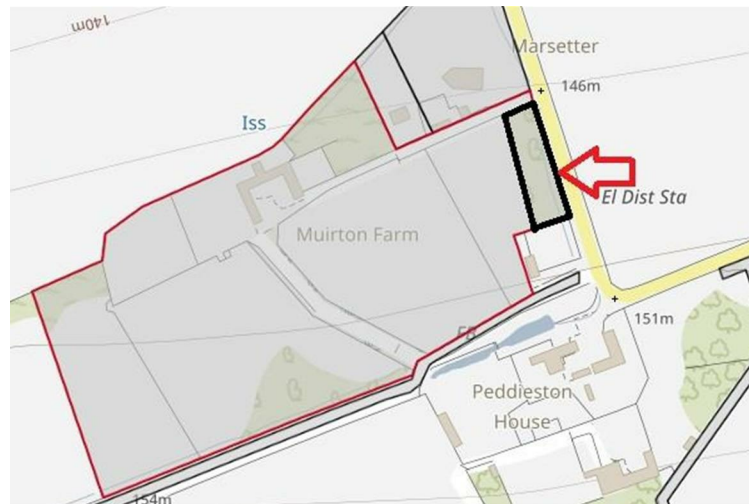 140m
Marsetter
146m
Iss
El Dist Sta
Muirton Farm
151m
FB
Peddieston
House
154m